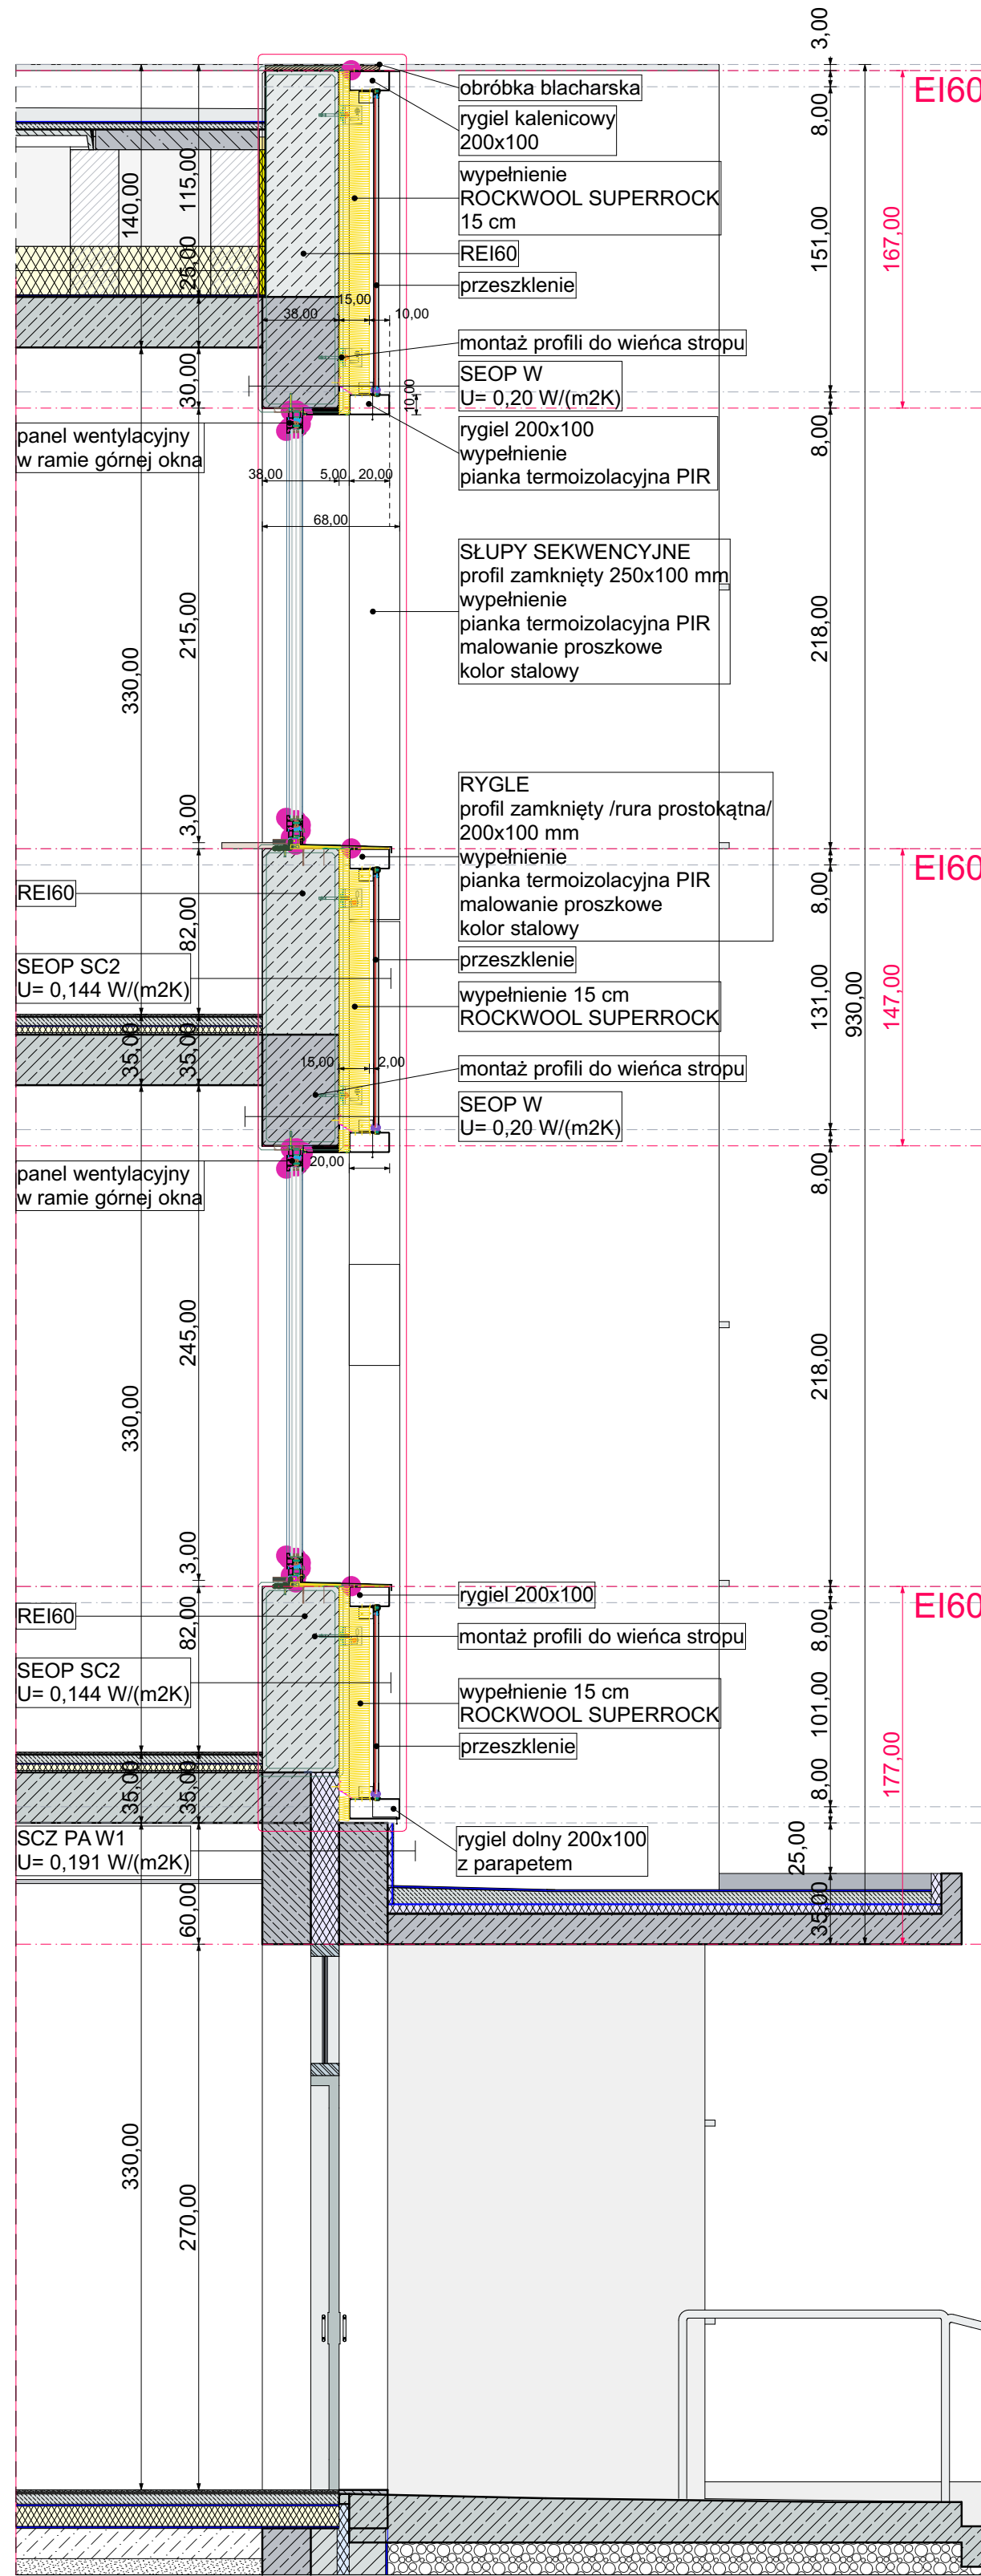 3,00
8,00
EI60
obróbka blacharska
rygiel kalenicowy
200x100
wypełnienie
ROCKWOOL SUPERROCK
15 cm
REI60
przeszklenie
140,00
115,00
25,00
151,00
167,00
38,00
15,00
10,00
montaż profili do wieńca stropu
SEOP W
U= 0,20 W/(m2K)
30,00
10,00
8,00
rygiel 200x100
wypełnienie
pianka termoizolacyjna PIR
panel wentylacyjny
w ramie górnej okna
38,00
5,00
20,00
68,00
SŁUPY SEKWENCYJNE
profil zamknięty 250x100 mm
wypełnienie
pianka termoizolacyjna PIR
malowanie proszkowe
kolor stalowy
330,00
215,00
218,00
3,00
RYGLE
profil zamknięty /rura prostokątna/
200x100 mm
wypełnienie
pianka termoizolacyjna PIR
malowanie proszkowe
kolor stalowy
EI60
REI60
82,00
8,00
przeszklenie
SEOP SC2
U= 0,144 W/(m2K)
wypełnienie 15 cm
ROCKWOOL SUPERROCK
131,00
930,00
147,00
35,00
35,00
15,00
2,00
montaż profili do wieńca stropu
SEOP W
U= 0,20 W/(m2K)
8,00
20,00
panel wentylacyjny
w ramie górnej okna
330,00
245,00
218,00
3,00
rygiel 200x100
EI60
REI60
82,00
8,00
montaż profili do wieńca stropu
SEOP SC2
U= 0,144 W/(m2K)
wypełnienie 15 cm
ROCKWOOL SUPERROCK
101,00
177,00
przeszklenie
35,00
35,00
8,00
SCZ PA W1
U= 0,191 W/(m2K)
rygiel dolny 200x100
z parapetem
25,00
60,00
35,00
330,00
270,00